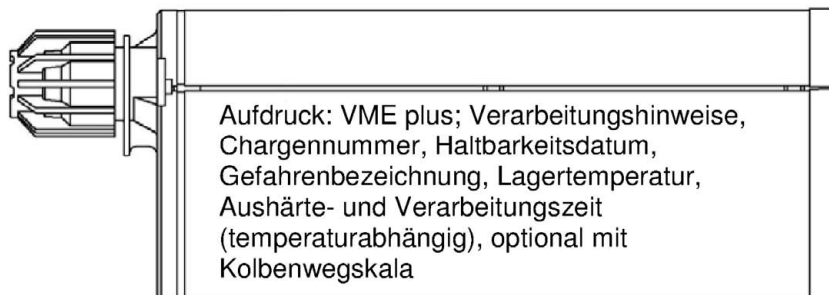 Aufdruck: VME plus; Verarbeitungshinweise,
Chargennummer, Haltbarkeitsdatum,
Gefahrenbezeichnung, Lagertemperatur,
Aushärte- und Verarbeitungszeit
(temperaturabhängig), optional mit
Kolbenwegskala